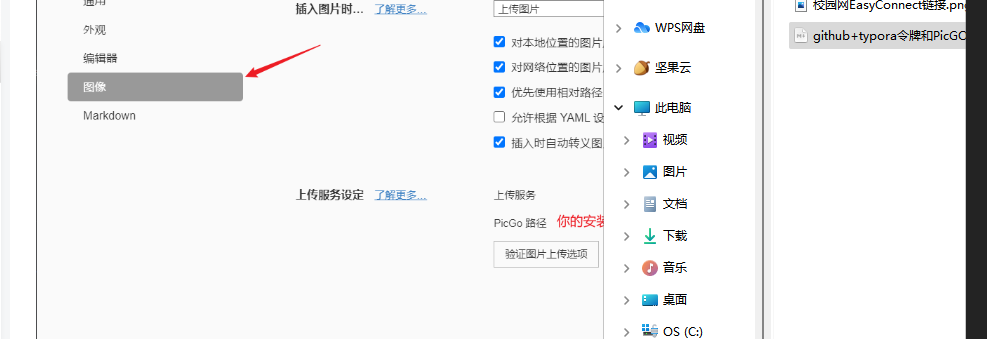 通用
外观
编辑器
图像
Markdown
插入图片时... 了解更多...
上传图片
对本地位置的图片
对网络位置的图片
优先使用相对路径
允许根据 YAML 设
插入时自动转义图
上传服务设定 了解更多...
上传服务
PicGo 路径 你的安装
验证图片上传选项
WPS网盘
坚果云
此电脑
视频
图片
文档
下载
音乐
桌面
OS (C:)
校园网EasyConnect链接.png
github+typora令牌和PicGO